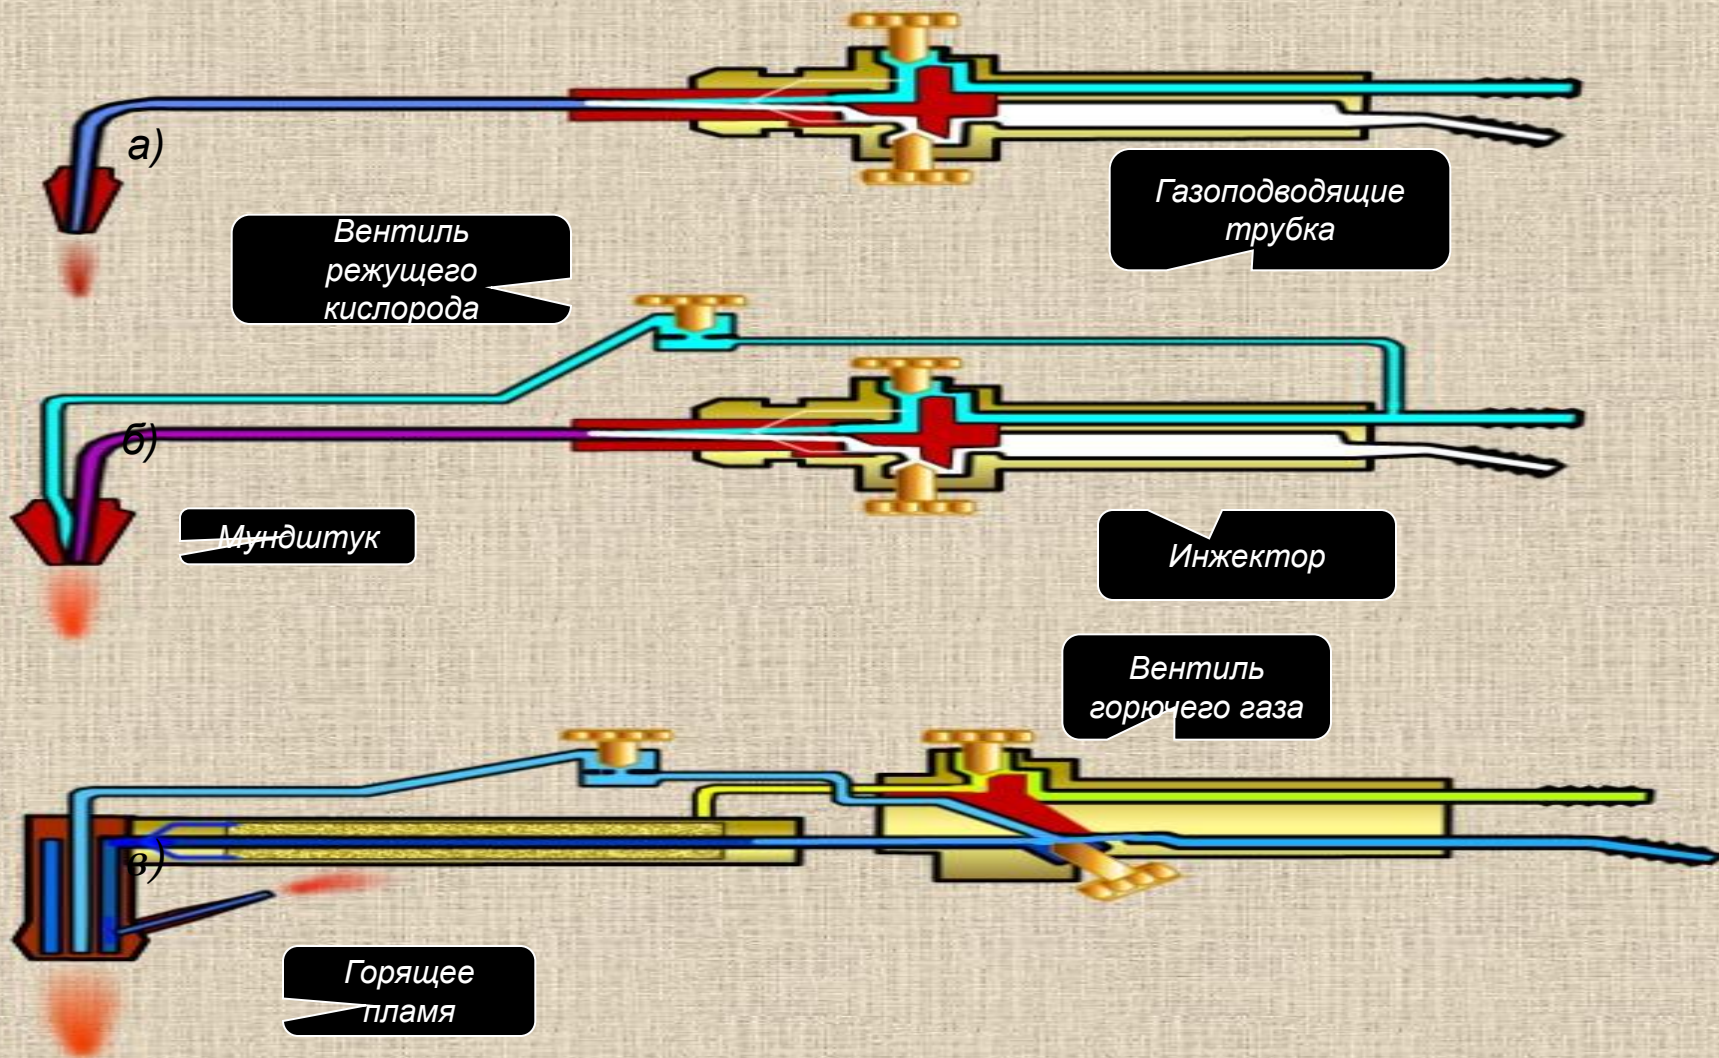 а)
Газоподводящие
трубка
Вентиль
режущего
кислорода
б)
Мундштук
Инжектор
Вентиль
горючего газа
в)
Горящее
пламя